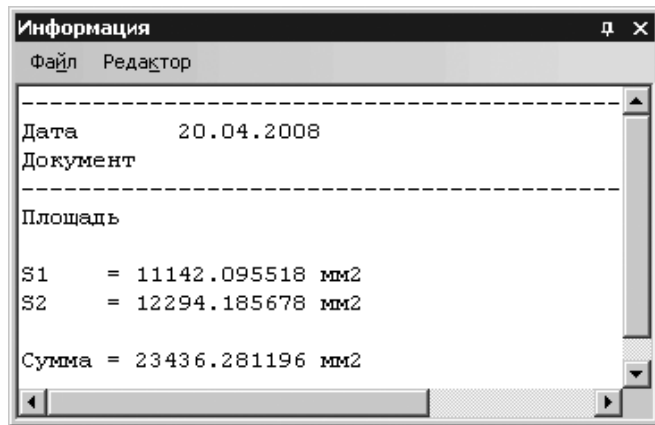 Информация
Файл Редактор
-------------------------------------------
Дата 20.04.2008
Документ
-------------------------------------------
Площадь
S1 = 11142.095518 мм2
S2 = 12294.185678 мм2
Сумма = 23436.281196 мм2